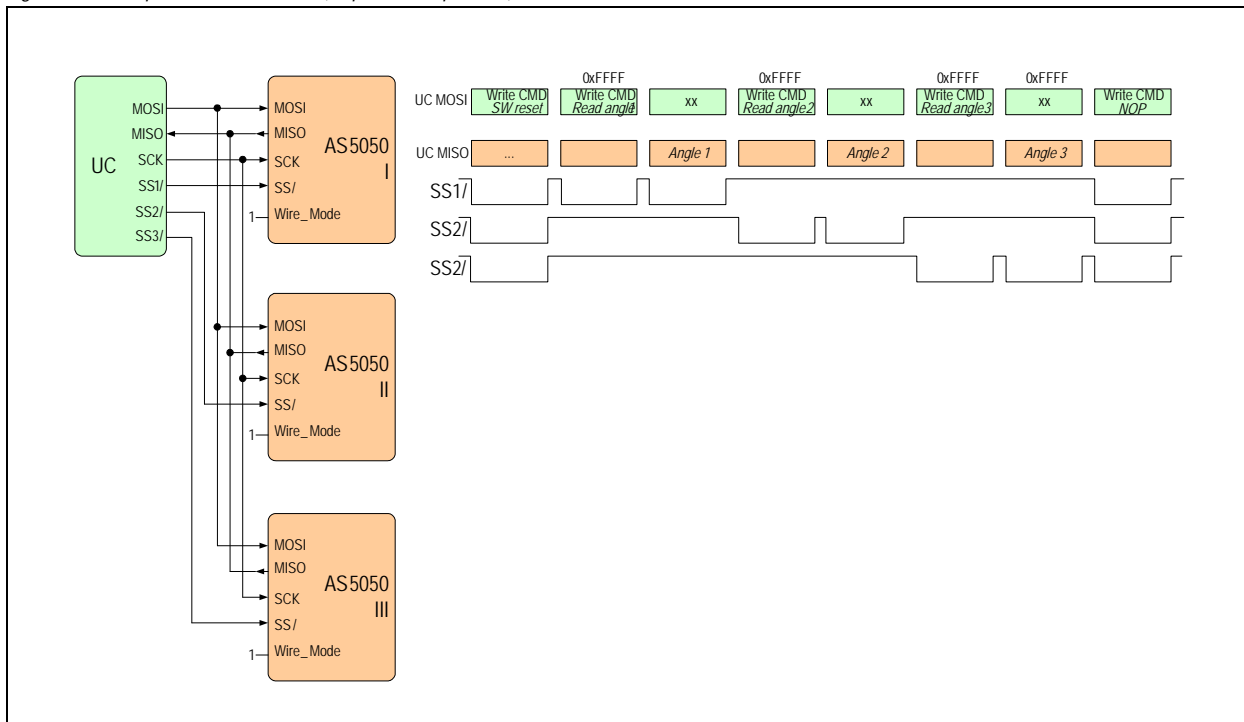 UC
MOSI
MISO
SCK
SS1/
SS2/
SS3/
MOSI
MISO
SCK
SS/
1 Wire_Mode
AS5050
I
MOSI
MISO
SCK
SS/
1 Wire_Mode
AS5050
II
MOSI
MISO
SCK
SS/
1 Wire_Mode
AS5050
III
0xFFFF 0xFFFF 0xFFFF 0xFFFF
UC MOSI
Write CMD
SW reset
Write CMD
Read angle1
xx
Write CMD
Read angle2
xx
Write CMD
Read angle3
xx
Write CMD
NOP
UC MISO ... Angle 1 Angle 2 Angle 3
SS1/
SS2/
SS2/